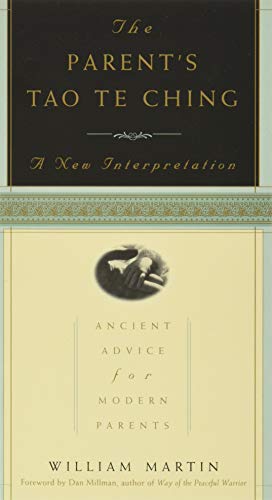 The
PARENT'S
TAO TE CHING
A New Interpretation
ANCIENT
ADVICE
for
MODERN
PARENTS
WILLIAM MARTIN
Foreword by Dan Millman, author of Way of the Peaceful Warrior